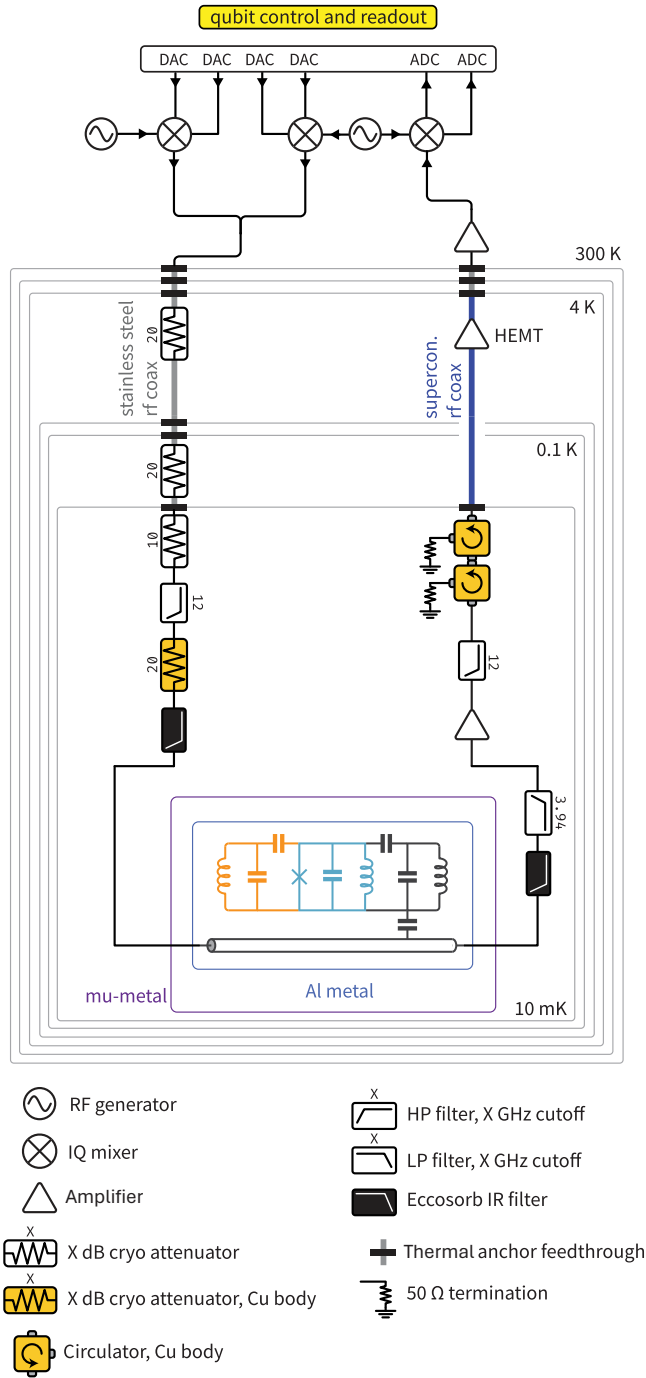 qubit control and readout
DAC DAC DAC DAC ADC ADC
300 K
4 K
20
stainless steel
rf coax
HEMT
supercon.
rf coax
0.1 K
20
10
12
20
12
3.94
mu-metal
Al metal
10 mK
RF generator
IQ mixer
Amplifier
X
X dB cryo attenuator
X
X dB cryo attenuator, Cu body
Circulator, Cu body
X
HP filter, X GHz cutoff
X
LP filter, X GHz cutoff
Eccosorb IR filter
Thermal anchor feedthrough
50 Ω termination